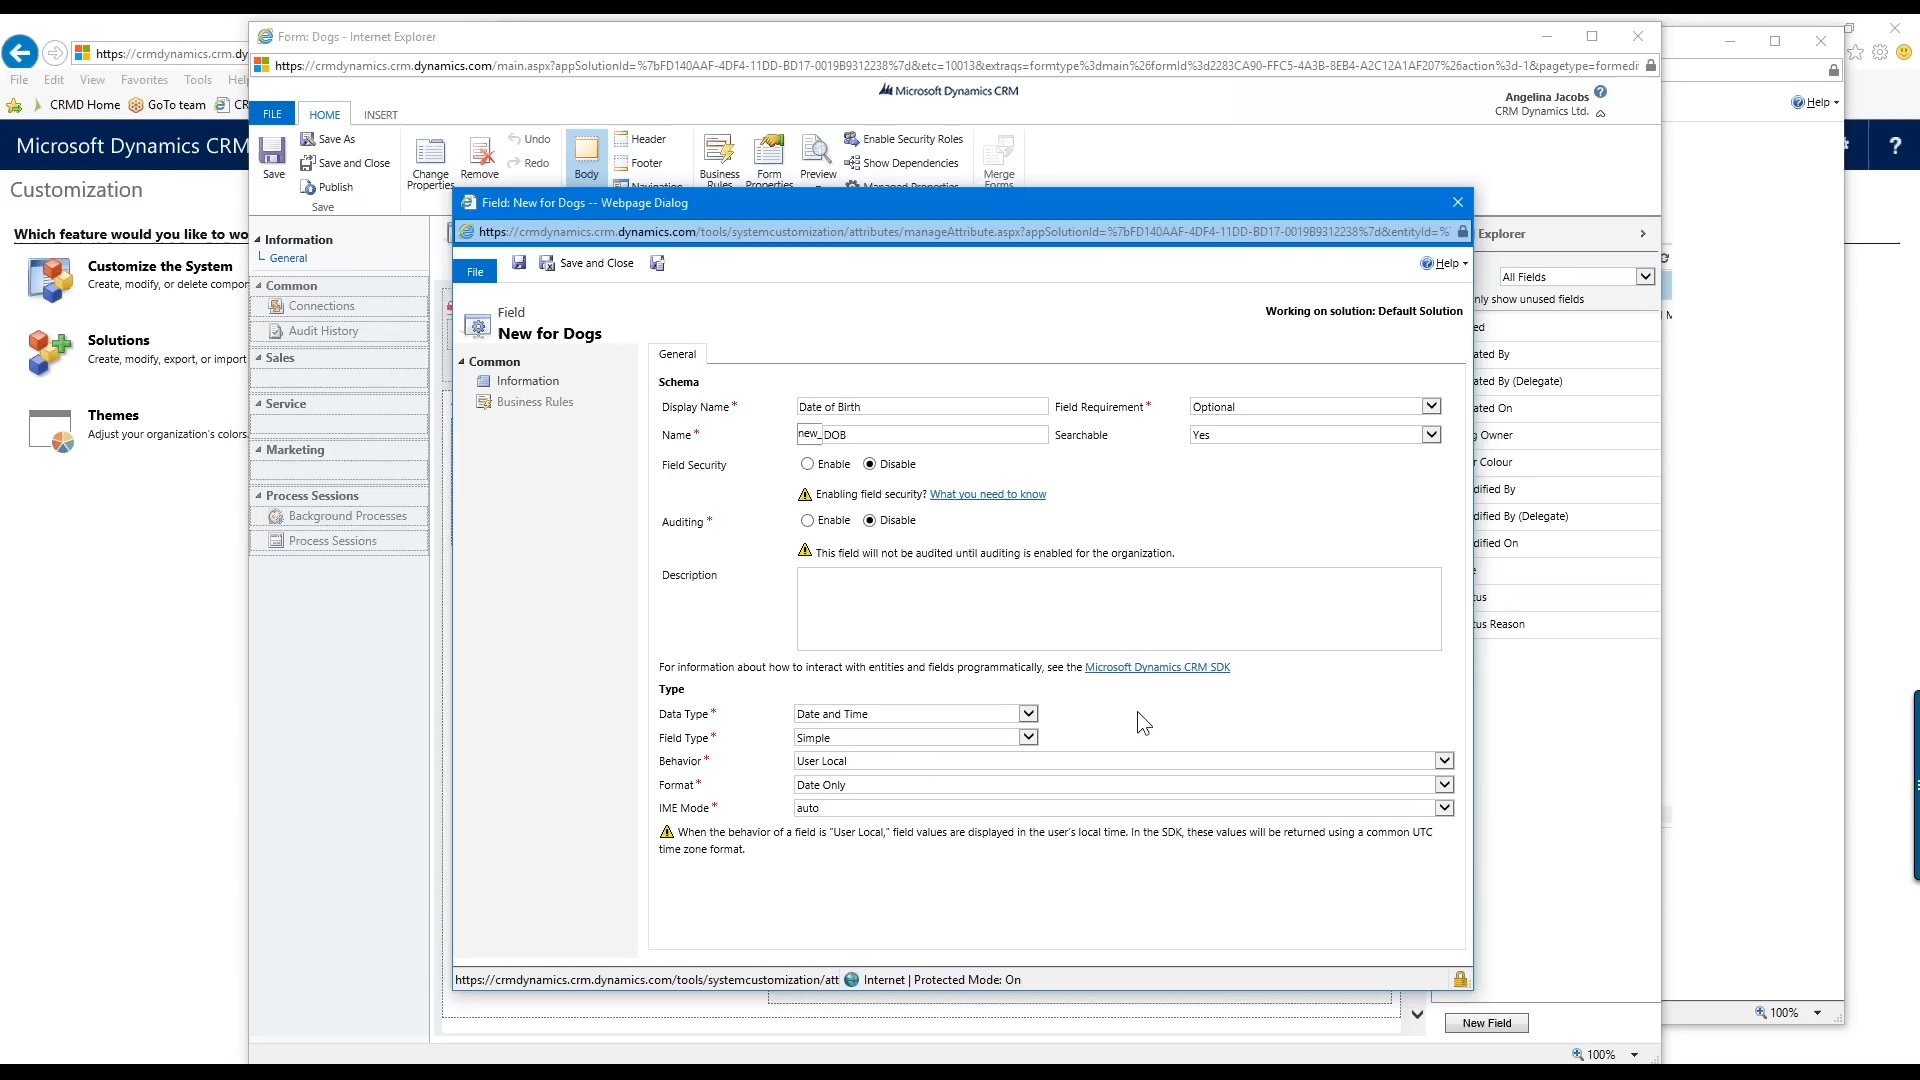 Form: Dogs - Internet Explorer
https://crmdynamics.crm.dy
https://crmdynamics.crm.dynamics.com/main.aspx?appSolutionId=%7bFD140AAF-4DF4-11DD-BD17-0019B9312238%7d&etc=10013&extraqs=formtype%3dmain%26formId%3d2283CA90-FFC5-4A3B-8EB4-A2C12A1AF207%26action%3d-1&pagetype=formedi
File Edit View Favorites Tools Help
CRMD Home GoTo team CR
Microsoft Dynamics CRM
Angelina Jacobs
CRM Dynamics Ltd.
Help
FILE HOME INSERT
Save
Save As
Save and Close
Publish
Save
Change Properties
Remove
Undo
Redo
Body
Header
Footer
Navigation
Business Rules
Form Properties
Preview
Enable Security Roles
Show Dependencies
Managed Properties
Merge Forms
Microsoft Dynamics CRM
?
Customization
Which feature would you like to wo
Customize the System
Create, modify, or delete compon
Solutions
Create, modify, export, or import
Themes
Adjust your organization's colors.
Information
General
Common
Connections
Audit History
Sales
Service
Marketing
Process Sessions
Background Processes
Process Sessions
Field: New for Dogs -- Webpage Dialog
https://crmdynamics.crm.dynamics.com/tools/systemcustomization/attributes/manageAttribute.aspx?appSolutionId=%7bFD140AAF-4DF4-11DD-BD17-0019B9312238%7d&entityId=%7
File
Save and Close
Help
Field
New for Dogs
Working on solution: Default Solution
Common
Information
Business Rules
General
Schema
Display Name* Date of Birth Field Requirement* Optional
Name* new_ DOB Searchable Yes
Field Security Enable Disable
Enabling field security? What you need to know
Auditing* Enable Disable
This field will not be audited until auditing is enabled for the organization.
Description
For information about how to interact with entities and fields programmatically, see the Microsoft Dynamics CRM SDK
Type
Data Type* Date and Time
Field Type* Simple
Behavior* User Local
Format* Date Only
IME Mode* auto
When the behavior of a field is "User Local," field values are displayed in the user's local time. In the SDK, these values will be returned using a common UTC
time zone format.
https://crmdynamics.crm.dynamics.com/tools/systemcustomization/att Internet | Protected Mode: On
Explorer
All Fields
nly show unused fields
ed
ated By
ated By (Delegate)
ated On
g Owner
r Colour
dified By
dified By (Delegate)
dified On
e
tus
tus Reason
New Field
100%
100%